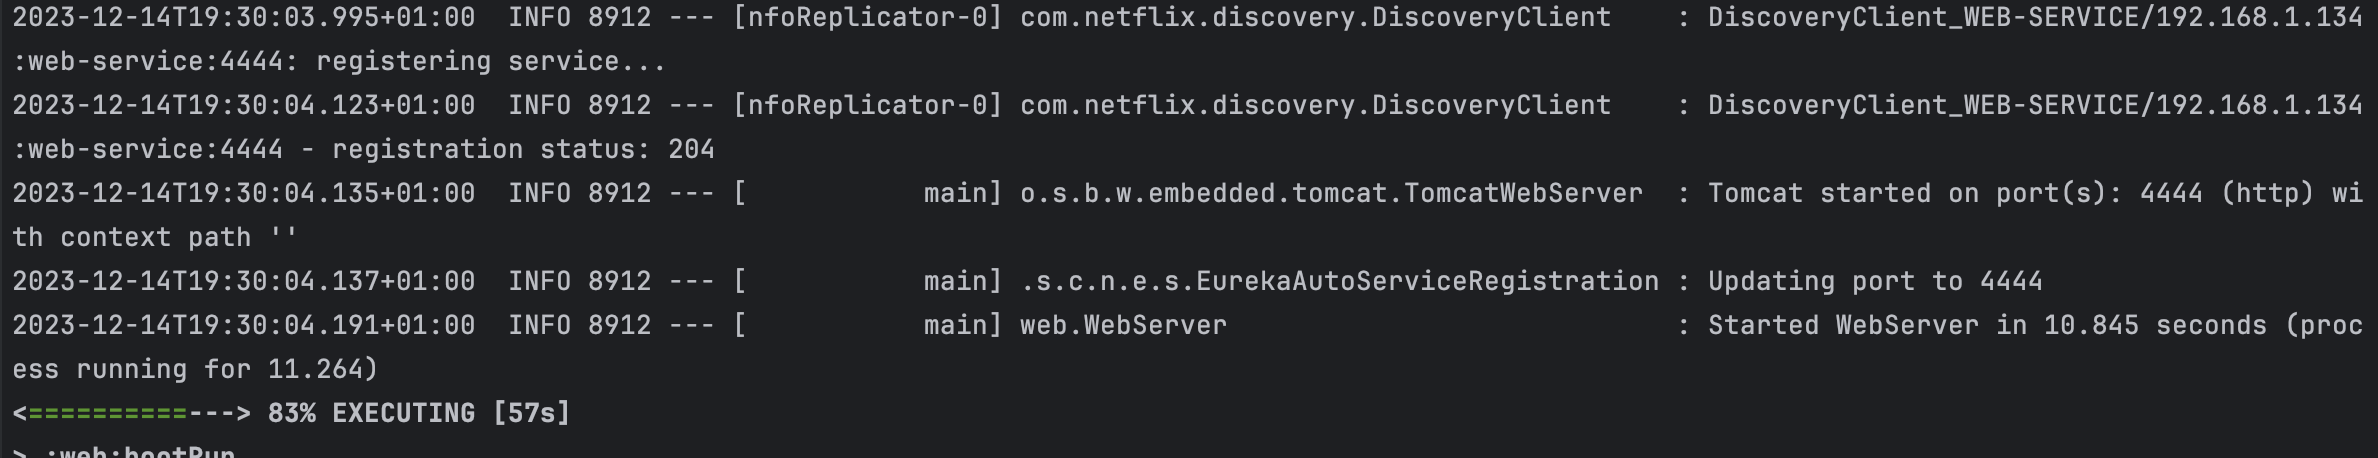 2023-12-14T19:30:03.995+01:00  INFO 8912 --- [nfoReplicator-0] com.netflix.discovery.DiscoveryClient    : DiscoveryClient_WEB-SERVICE/192.168.1.134
:web-service:4444: registering service...
2023-12-14T19:30:04.123+01:00  INFO 8912 --- [nfoReplicator-0] com.netflix.discovery.DiscoveryClient    : DiscoveryClient_WEB-SERVICE/192.168.1.134
:web-service:4444 - registration status: 204
2023-12-14T19:30:04.135+01:00  INFO 8912 --- [           main] o.s.b.w.embedded.tomcat.TomcatWebServer  : Tomcat started on port(s): 4444 (http) wi
th context path ''
2023-12-14T19:30:04.137+01:00  INFO 8912 --- [           main] .s.c.n.e.s.EurekaAutoServiceRegistration : Updating port to 4444
2023-12-14T19:30:04.191+01:00  INFO 8912 --- [           main] web.WebServer                            : Started WebServer in 10.845 seconds (proc
ess running for 11.264)
<==========---> 83% EXECUTING [57s]
> :web:bootRun